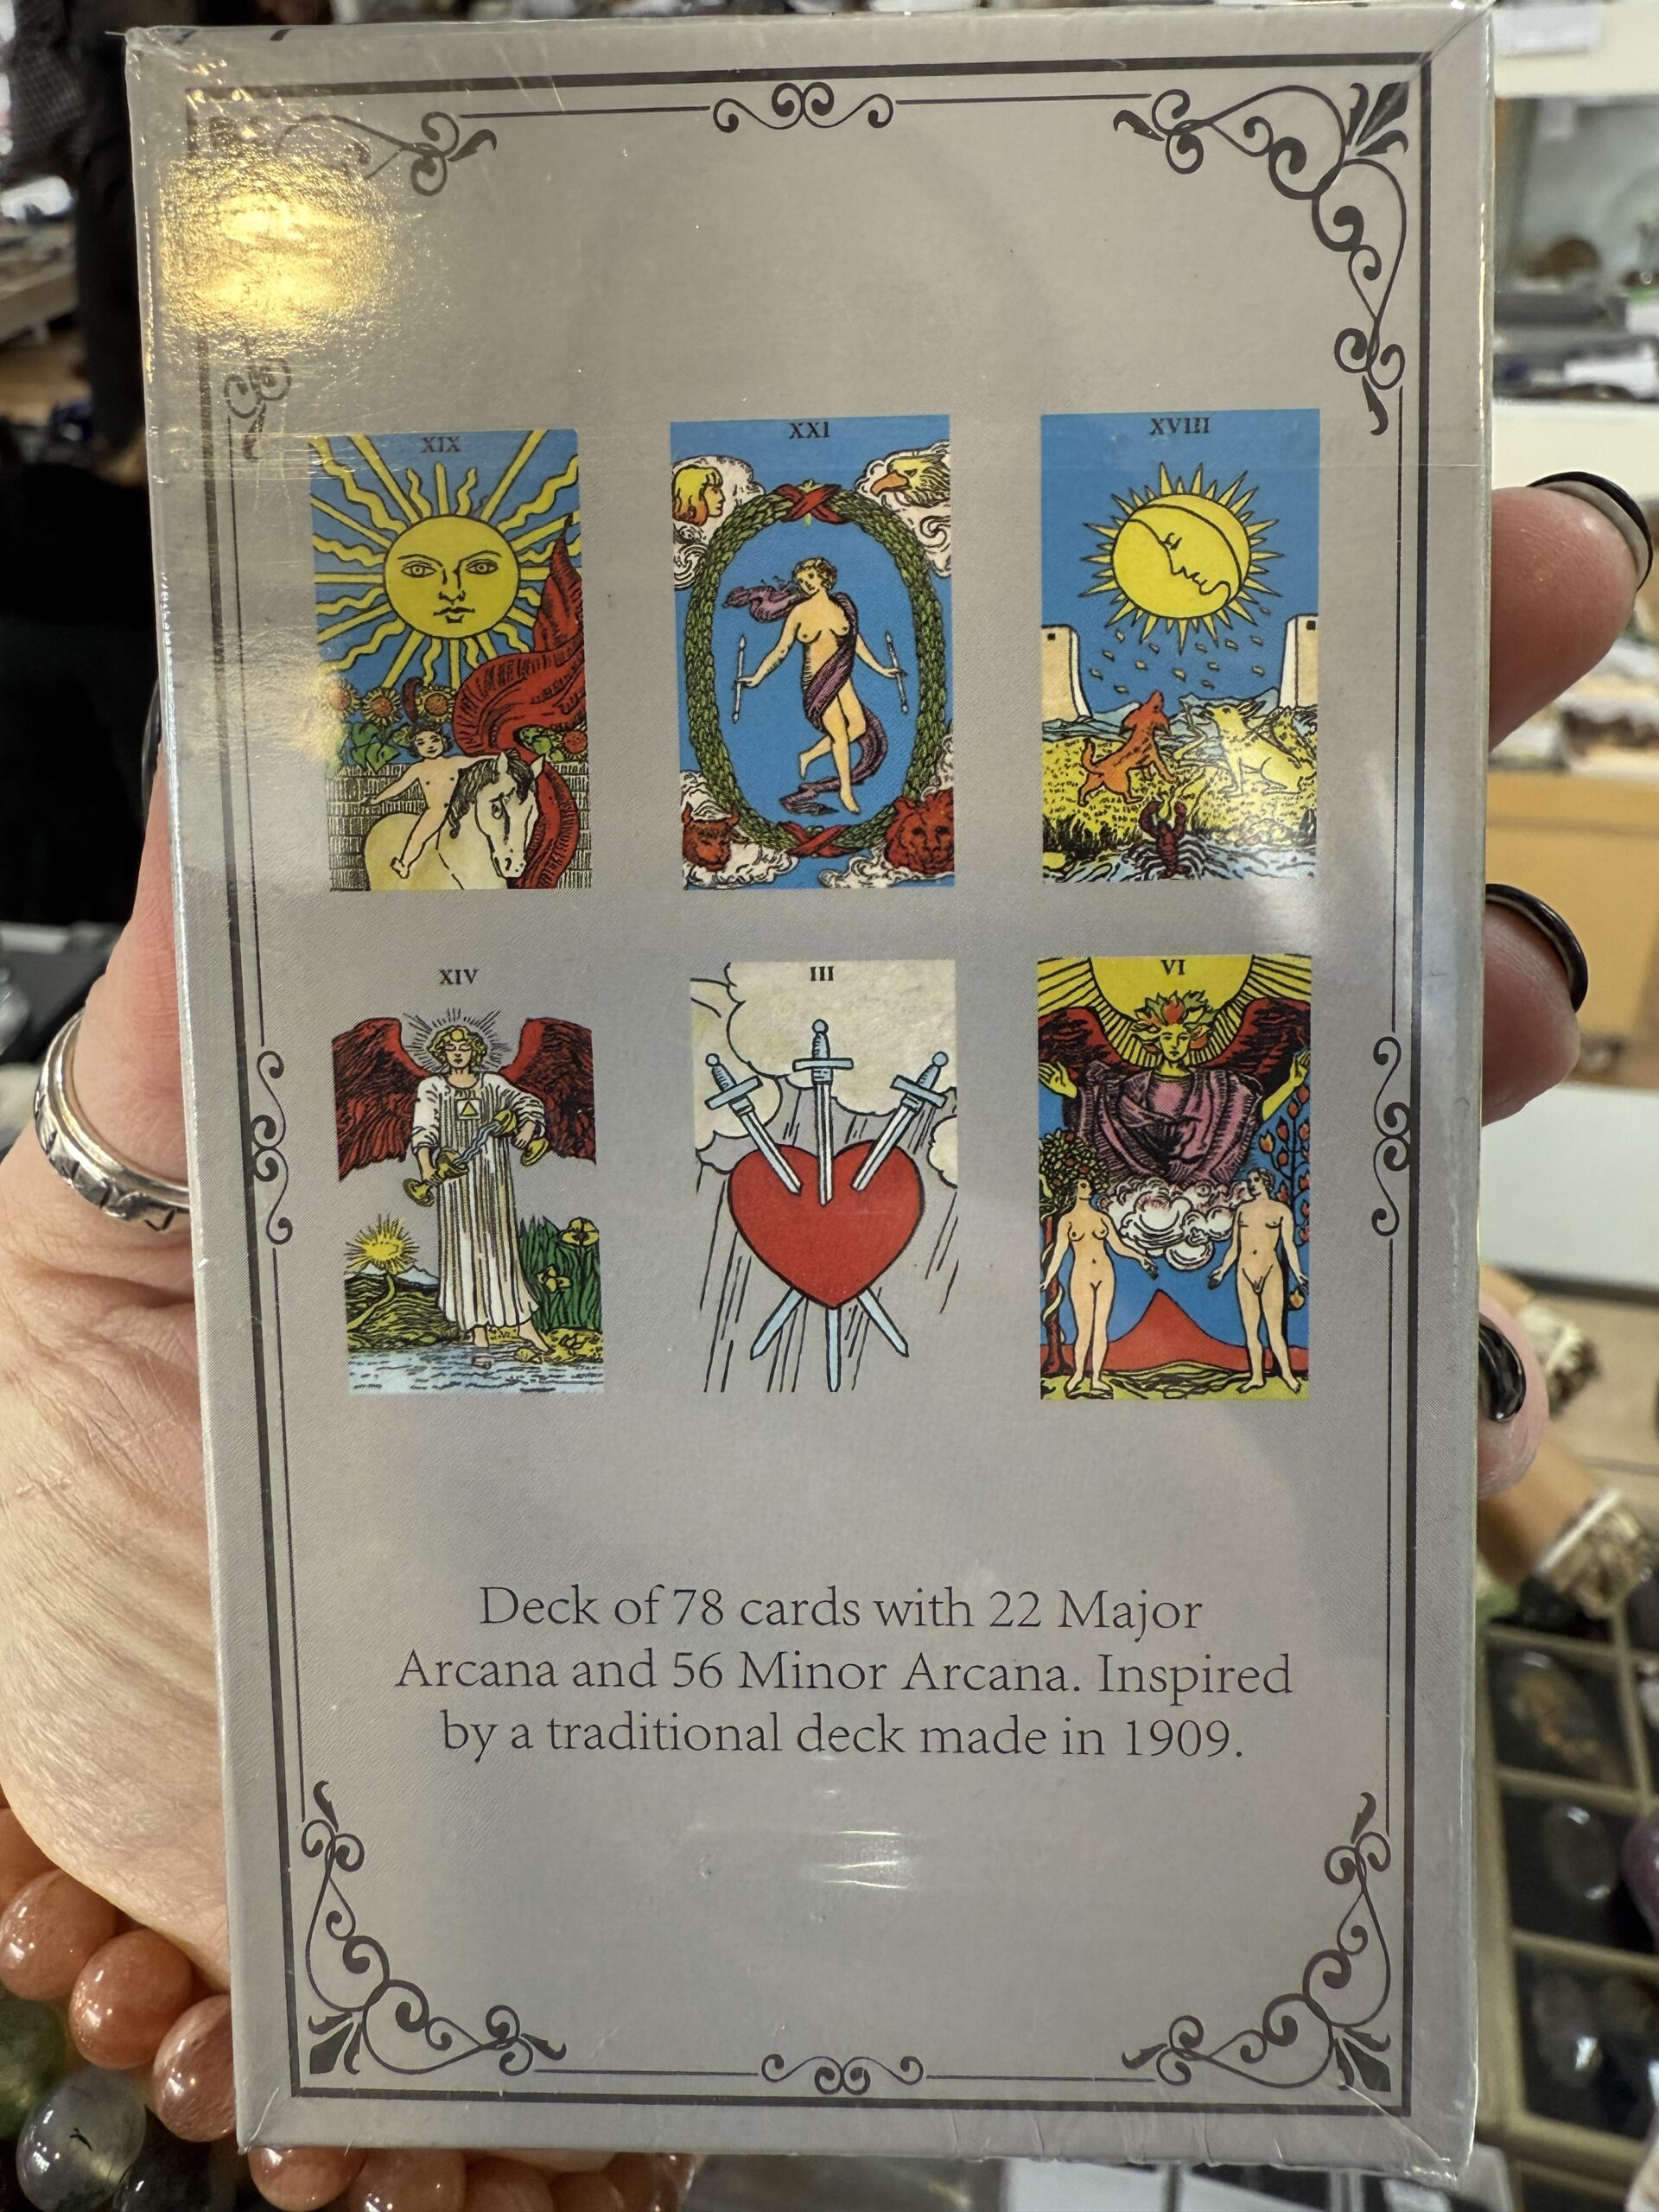 XIX
XXI
XVIII
XIV
III
VI
Deck of 78 cards with 22 Major
Arcana and 56 Minor Arcana. Inspired
by a traditional deck made in 1909.